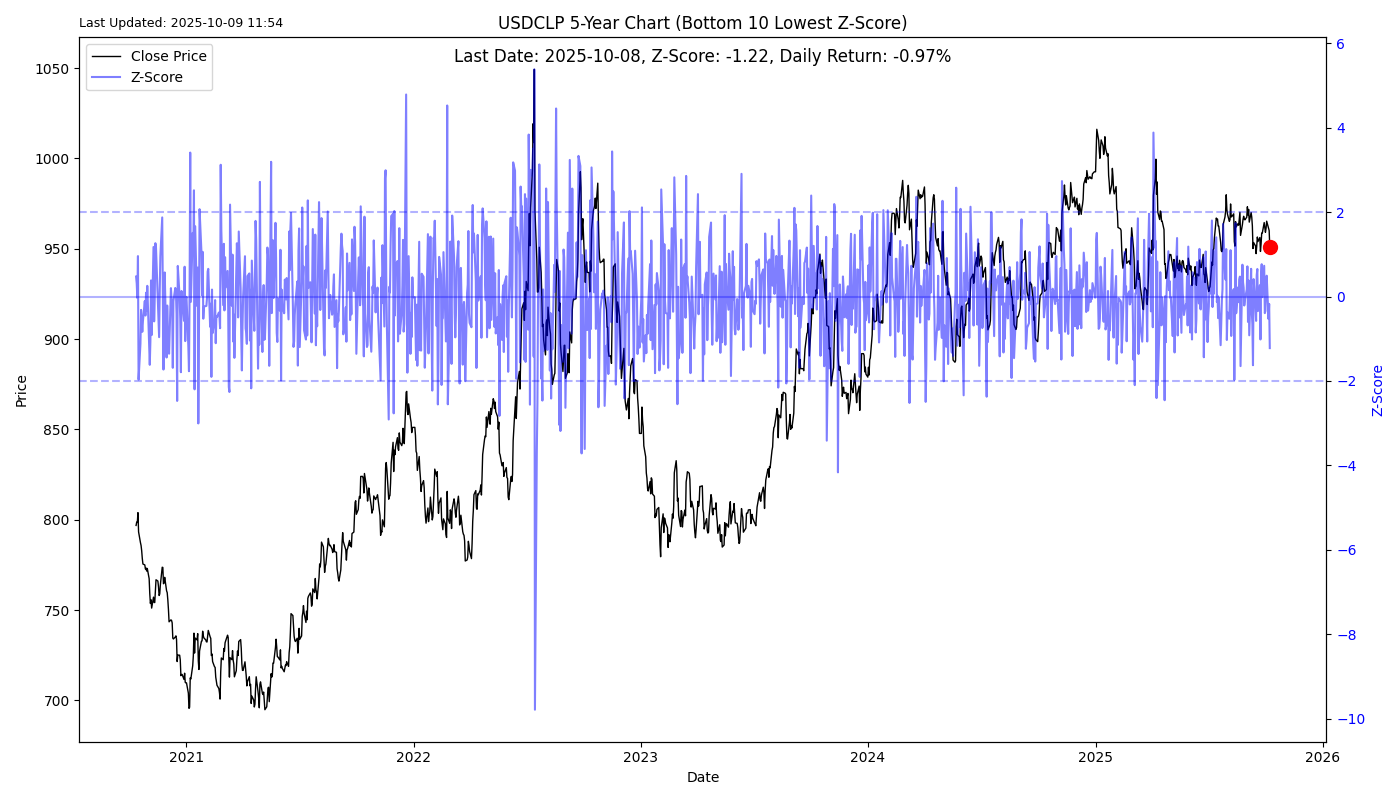 Last Updated: 2025-10-09 11:54
USDCLP 5-Year Chart (Bottom 10 Lowest Z-Score)
Last Date: 2025-10-08, Z-Score: -1.22, Daily Return: -0.97%
Close Price
Z-Score
1050
1000
950
900
850
800
750
700
Price
6
4
2
0
−2
−4
−6
−8
−10
Z-Score
2021
2022
2023
2024
2025
2026
Date